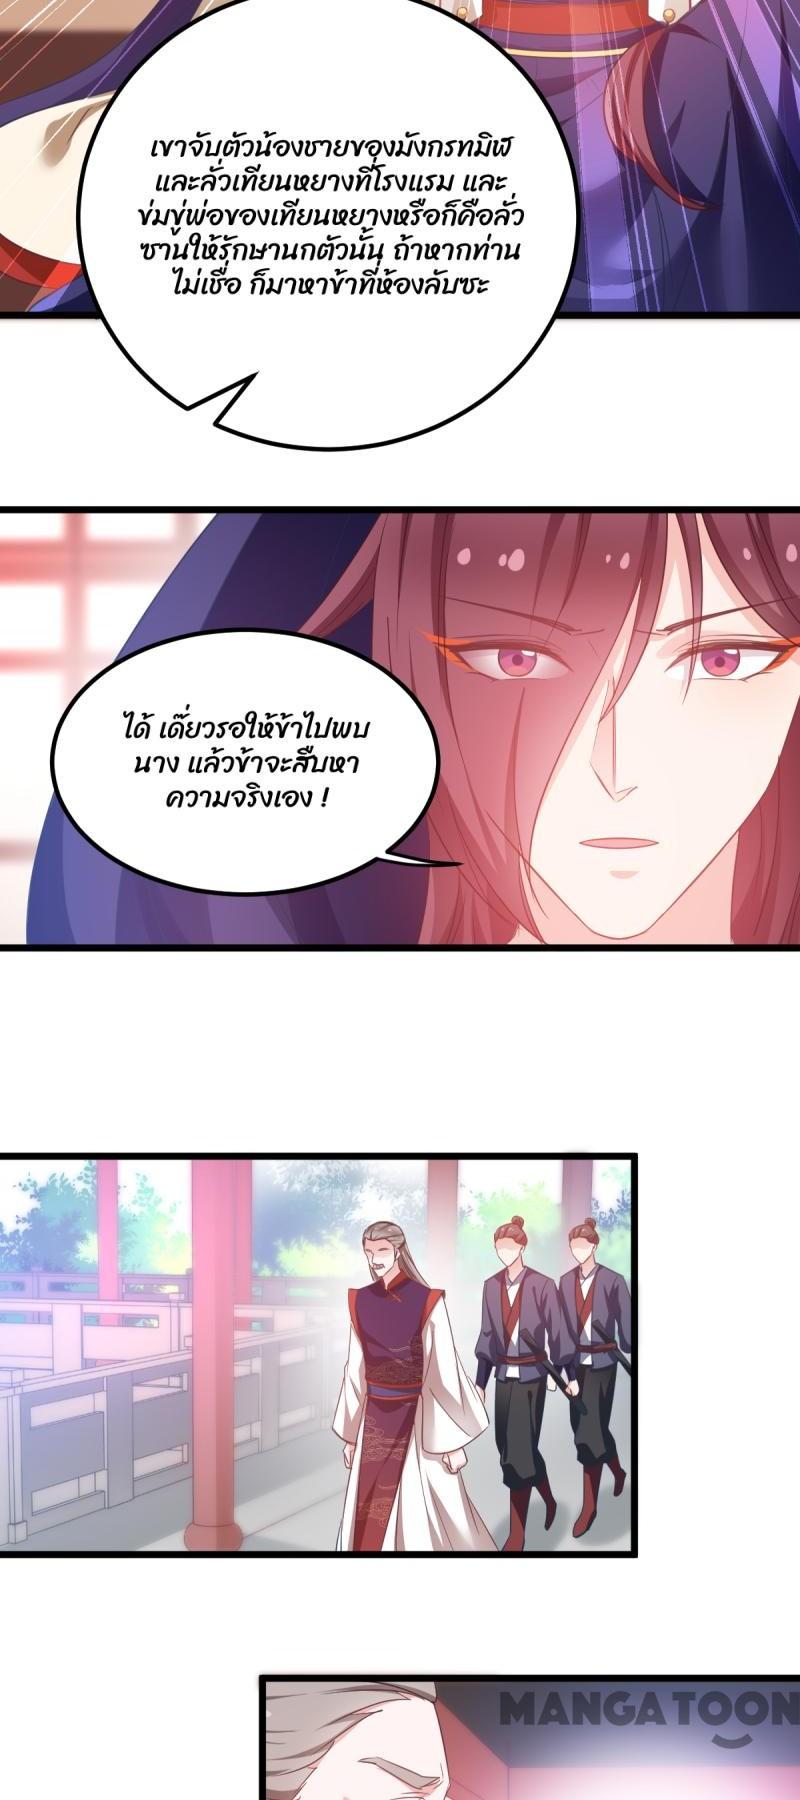 เขาจับตัวน้องชายของมังกรทมิฬ
และลั่วเทียนหยางที่โรงแรม และ
ข่มขู่พ่อของเทียนหยางหรือก็คือลั่ว
ซานให้รักษานกตัวนั้น ถ้าหากท่าน
ไม่เชื่อ ก็มาหาข้าที่ห้องลับซะ
ได้ เดี๋ยวรอให้ข้าไปพบ
นาง แล้วข้าจะสืบหา
ความจริงเอง !
MANGATOON